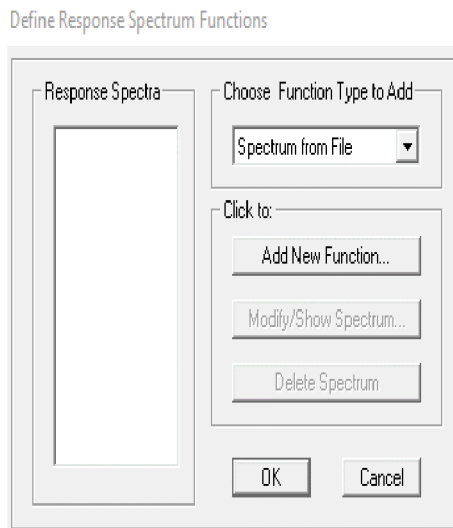 Define Response Spectrum Functions
Response Spectra
Choose Function Type to Add
Spectrum from File
Click to:
Add New Function...
Modify/Show Spectrum...
Delete Spectrum
OK
Cancel